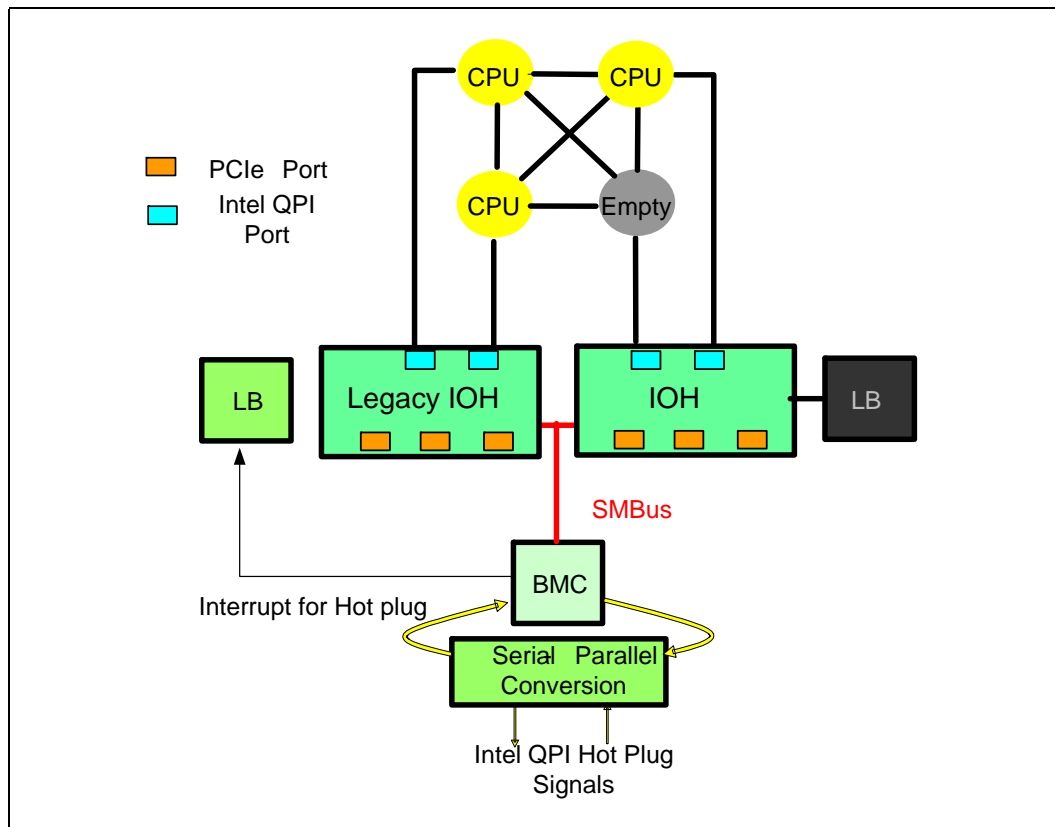 CPU
CPU
PCIe Port
Intel QPI
Port
CPU
Empty
LB
Legacy IOH
IOH
LB
SMBus
BMC
Interrupt for Hot plug
Serial Parallel
Conversion
Intel QPI Hot Plug
Signals